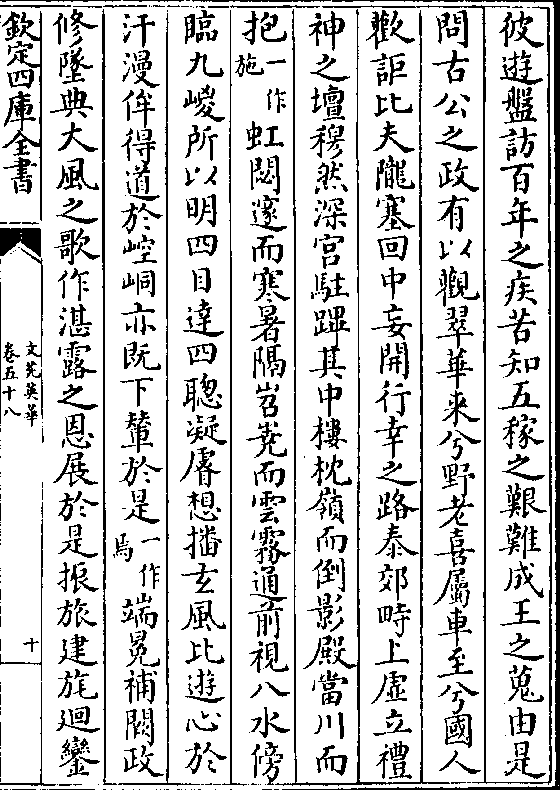 彼遊盤訪百年之疾苦知五稼之艱難成王之蒐由是
問古公之政有以觀翠華来兮野老喜屬車至兮國人
歡詎比夫隴塞回中妄開行幸之路泰郊畤上虚立禮
神之壇穆然深宫駐蹕其中樓枕嶺而倒影殿當川而
抱一作施虹閟邃而寒暑隔岧嶤而雲霧通前視八水傍
臨九嵏所以明四目達四聰凝睿想播玄風比遊心於
汗漫侔得道於崆峒亦既下輦於是一作焉端冕補闕政
修墜典大風之歌作湛露之恩展於是振旅建旄迴鑾
欽定四庫全書
文苑英華
卷五十八
十